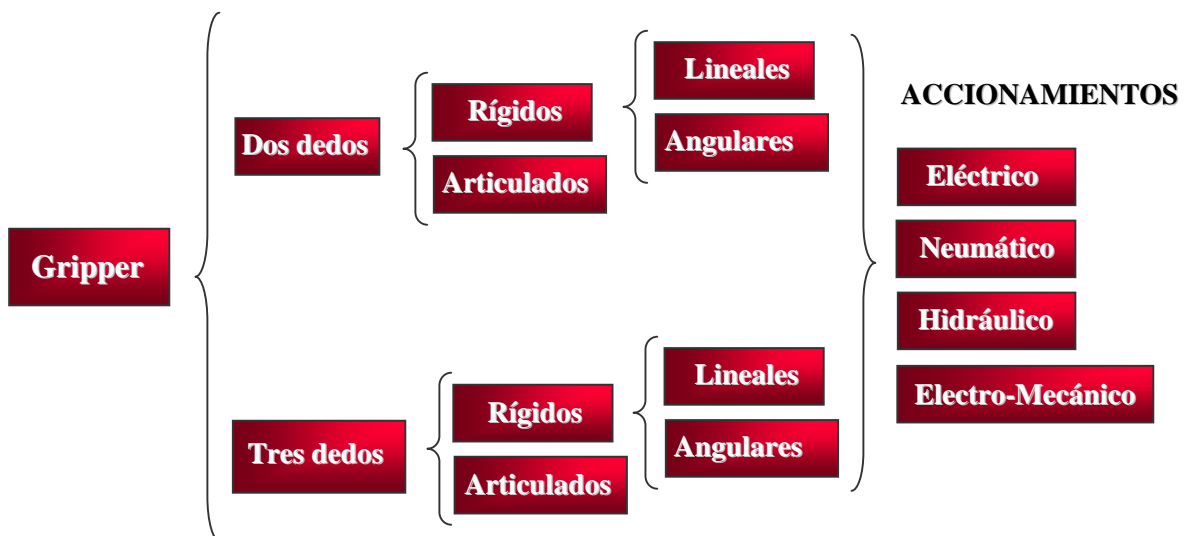 Gripper
Dos dedos
Rígidos
Articulados
Lineales
Angulares
Tres dedos
Rígidos
Articulados
Lineales
Angulares
ACCIONAMIENTOS
Eléctrico
Neumático
Hidráulico
Electro-Mecánico